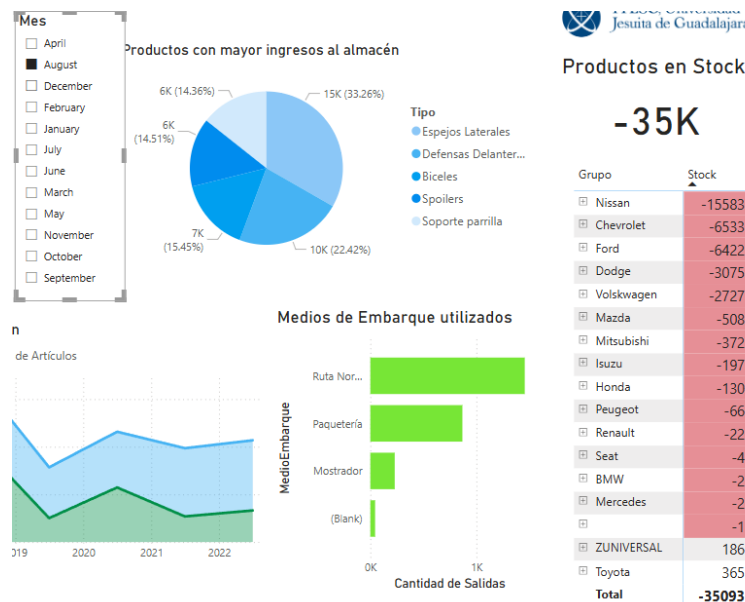 Mes
April
August
December
February
January
July
June
March
May
November
October
September
Productos con mayor ingresos al almacén
6K (14.36%)
15K (33.26%)
6K
(14.51%)
7K
(15.45%)
10K (22.42%)
Tipo
Espejos Laterales
Defensas Delanter...
Biceles
Spoilers
Soporte parrilla
Jesuita de Guadalajara
Productos en Stock
-35K
Grupo Stock
Nissan -15583
Chevrolet -6533
Ford -6422
Dodge -3075
Volskwagen -2727
Mazda -508
Mitsubishi -372
Isuzu -197
Honda -130
Peugeot -66
Renault -22
Seat -4
BMW -2
Mercedes -2
-1
ZUNIVERSAL 186
Toyota 365
Total -35093
n
de Artículos
019 2020 2021 2022
Medios de Embarque utilizados
MedioEmbarque
Ruta Nor...
Paquetería
Mostrador
(Blank)
0K 1K
Cantidad de Salidas